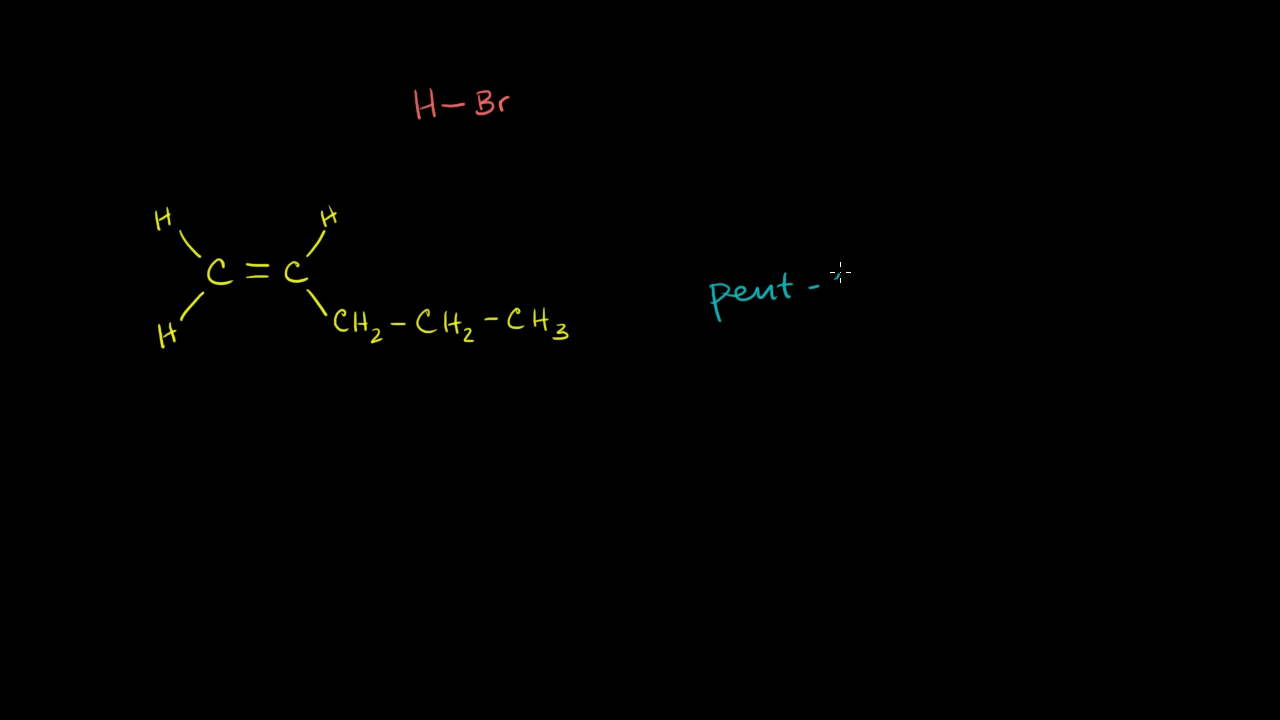 H—Br
H H
C=C
H CH₂-CH₂-CH₃
pent-